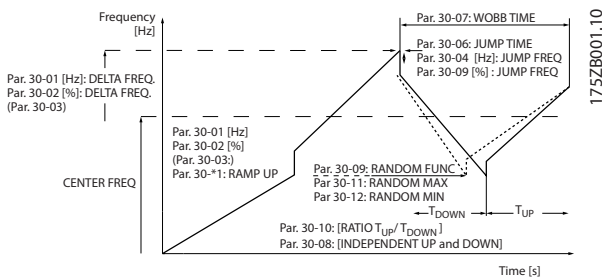 Frequency
[Hz]
Par. 30-07: WOBB TIME
Par. 30-06: JUMP TIME
Par. 30-04 [Hz]: JUMP FREQ
Par. 30-09 [%] : JUMP FREQ
175ZB001.10
Par. 30-01 [Hz]: DELTA FREQ.
Par. 30-02 [%]: DELTA FREQ.
(Par. 30-03)
Par. 30-01 [Hz]
Par. 30-02 [%]
(Par. 30-03:)
Par. 30-*1: RAMP UP
CENTER FREQ
Par. 30-09: RANDOM FUNC
Par 30-11: RANDOM MAX
Par 30-12: RANDOM MIN
TDOWN TUP
Par. 30-10: [RATIO TUP/ TDOWN ]
Par. 30-08: [INDEPENDENT UP and DOWN]
Time [s]